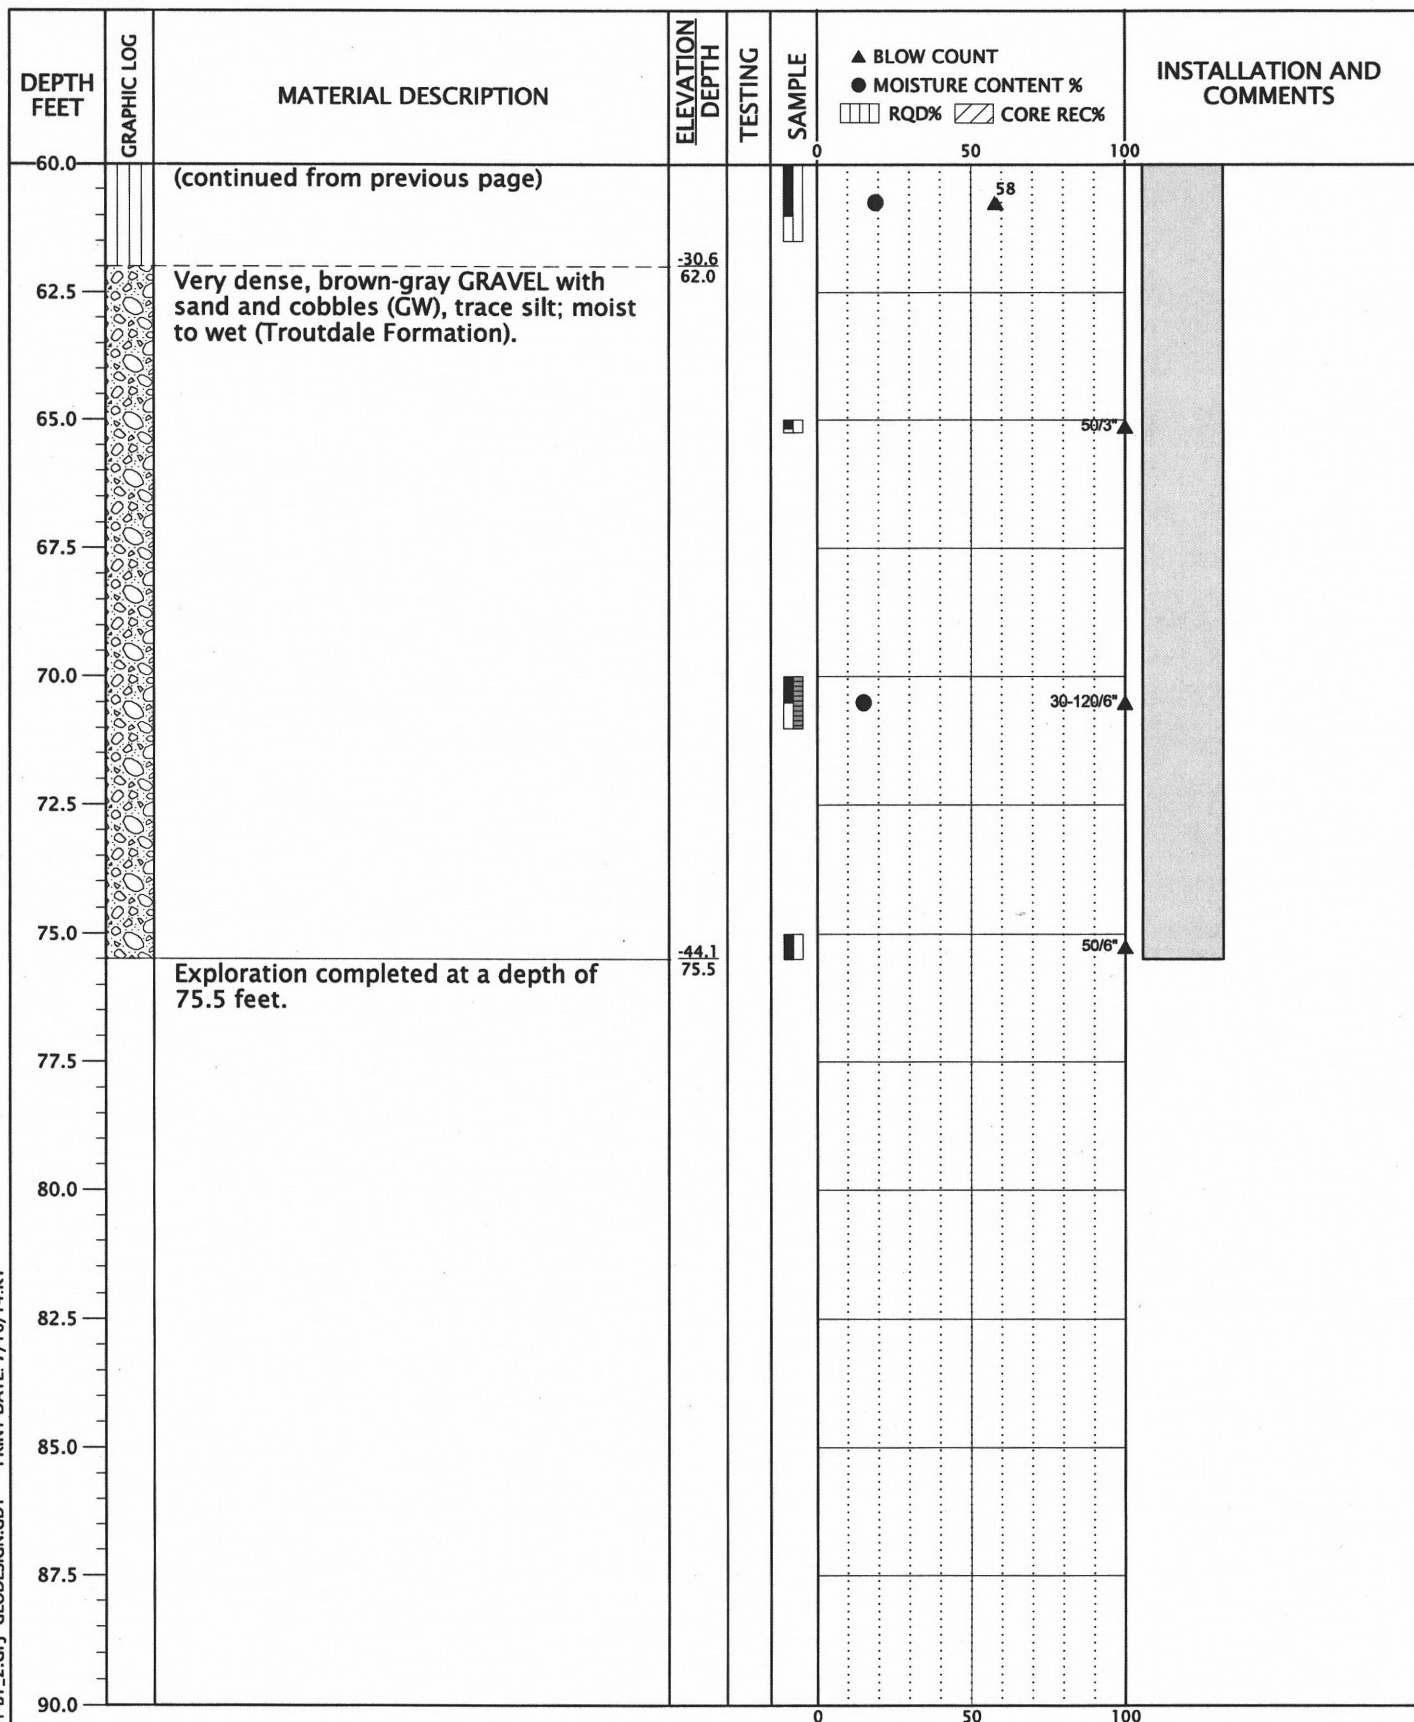 DEPTH
FEET
GRAPHIC LOG
MATERIAL DESCRIPTION
ELEVATION
DEPTH
TESTING
SAMPLE
▲ BLOW COUNT
● MOISTURE CONTENT %
RQD% CORE REC%
INSTALLATION AND
COMMENTS
0 50 100
60.0
(continued from previous page)
58
-30.6
62.0
Very dense, brown-gray GRAVEL with
sand and cobbles (GW), trace silt; moist
to wet (Troutdale Formation).
62.5
65.0
50/3"
67.5
70.0
30-120/6"
72.5
75.0
50/6"
-44.1
75.5
Exploration completed at a depth of
75.5 feet.
77.5
80.0
82.5
85.0
87.5
90.0
0 50 100